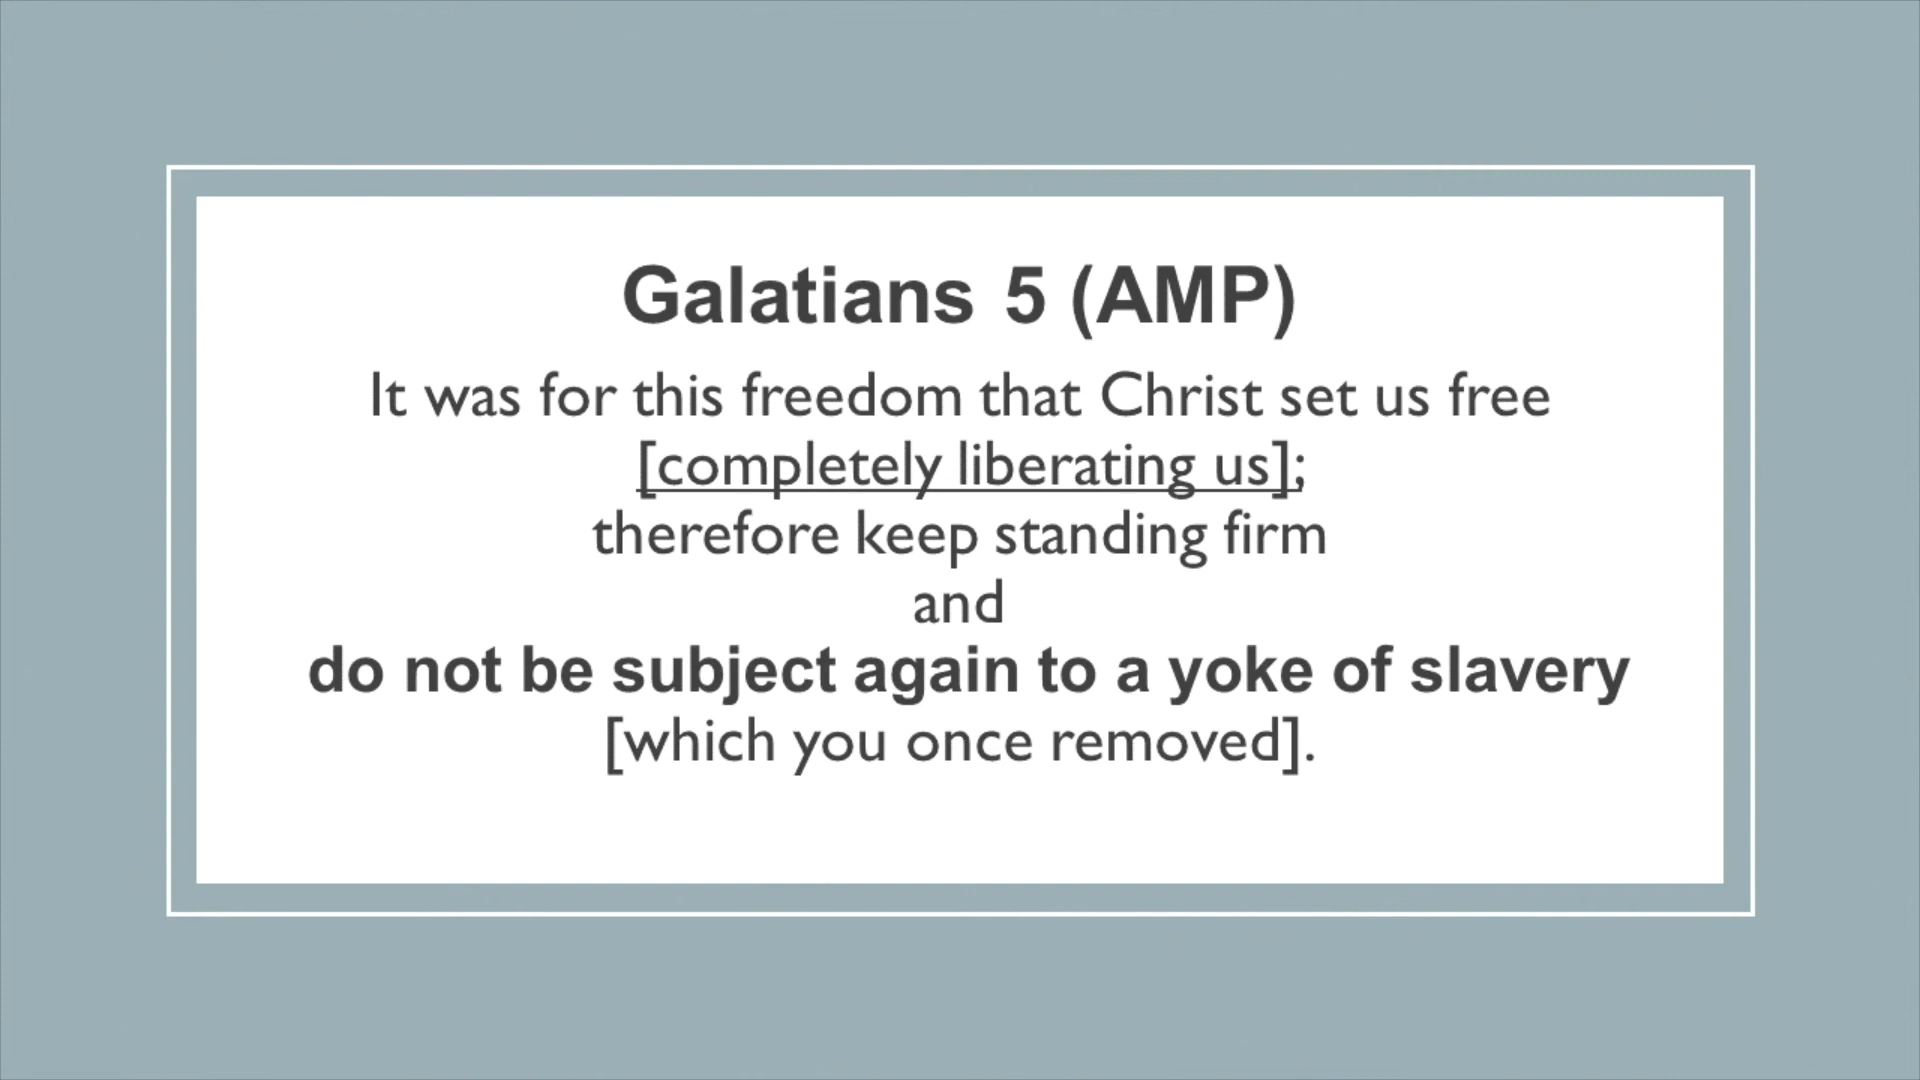 Galatians 5 (AMP)
It was for this freedom that Christ set us free
[completely liberating us];
therefore keep standing firm
and
do not be subject again to a yoke of slavery
[which you once removed].